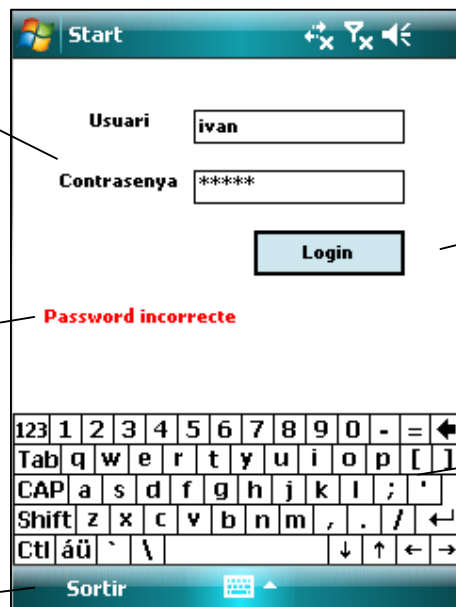 Start
Usuari ivan
Contrasenya *****
Login
Password incorrecte
123 1 2 3 4 5 6 7 8 9 0 - = ←
Tab q w e r t y u i o p [ ]
CAP a s d f g h j k l ; '
Shift z x c v b n m , . / ↵
Ctl áü ` \ ↓ ↑ ← →
Sortir